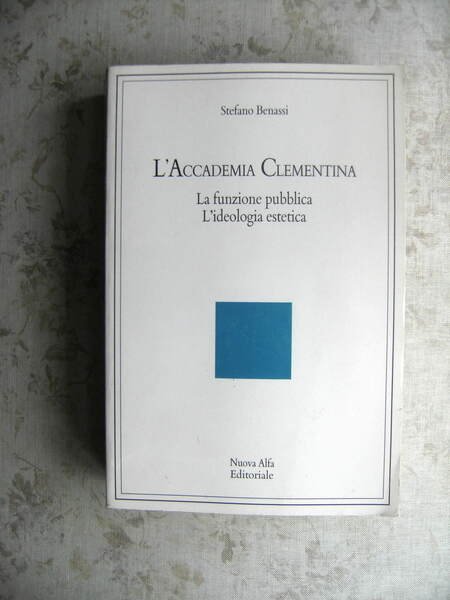 Stefano Benassi
L'Accademia Clementina
La funzione pubblica
L'ideologia estetica
Nuova Alfa
Editoriale